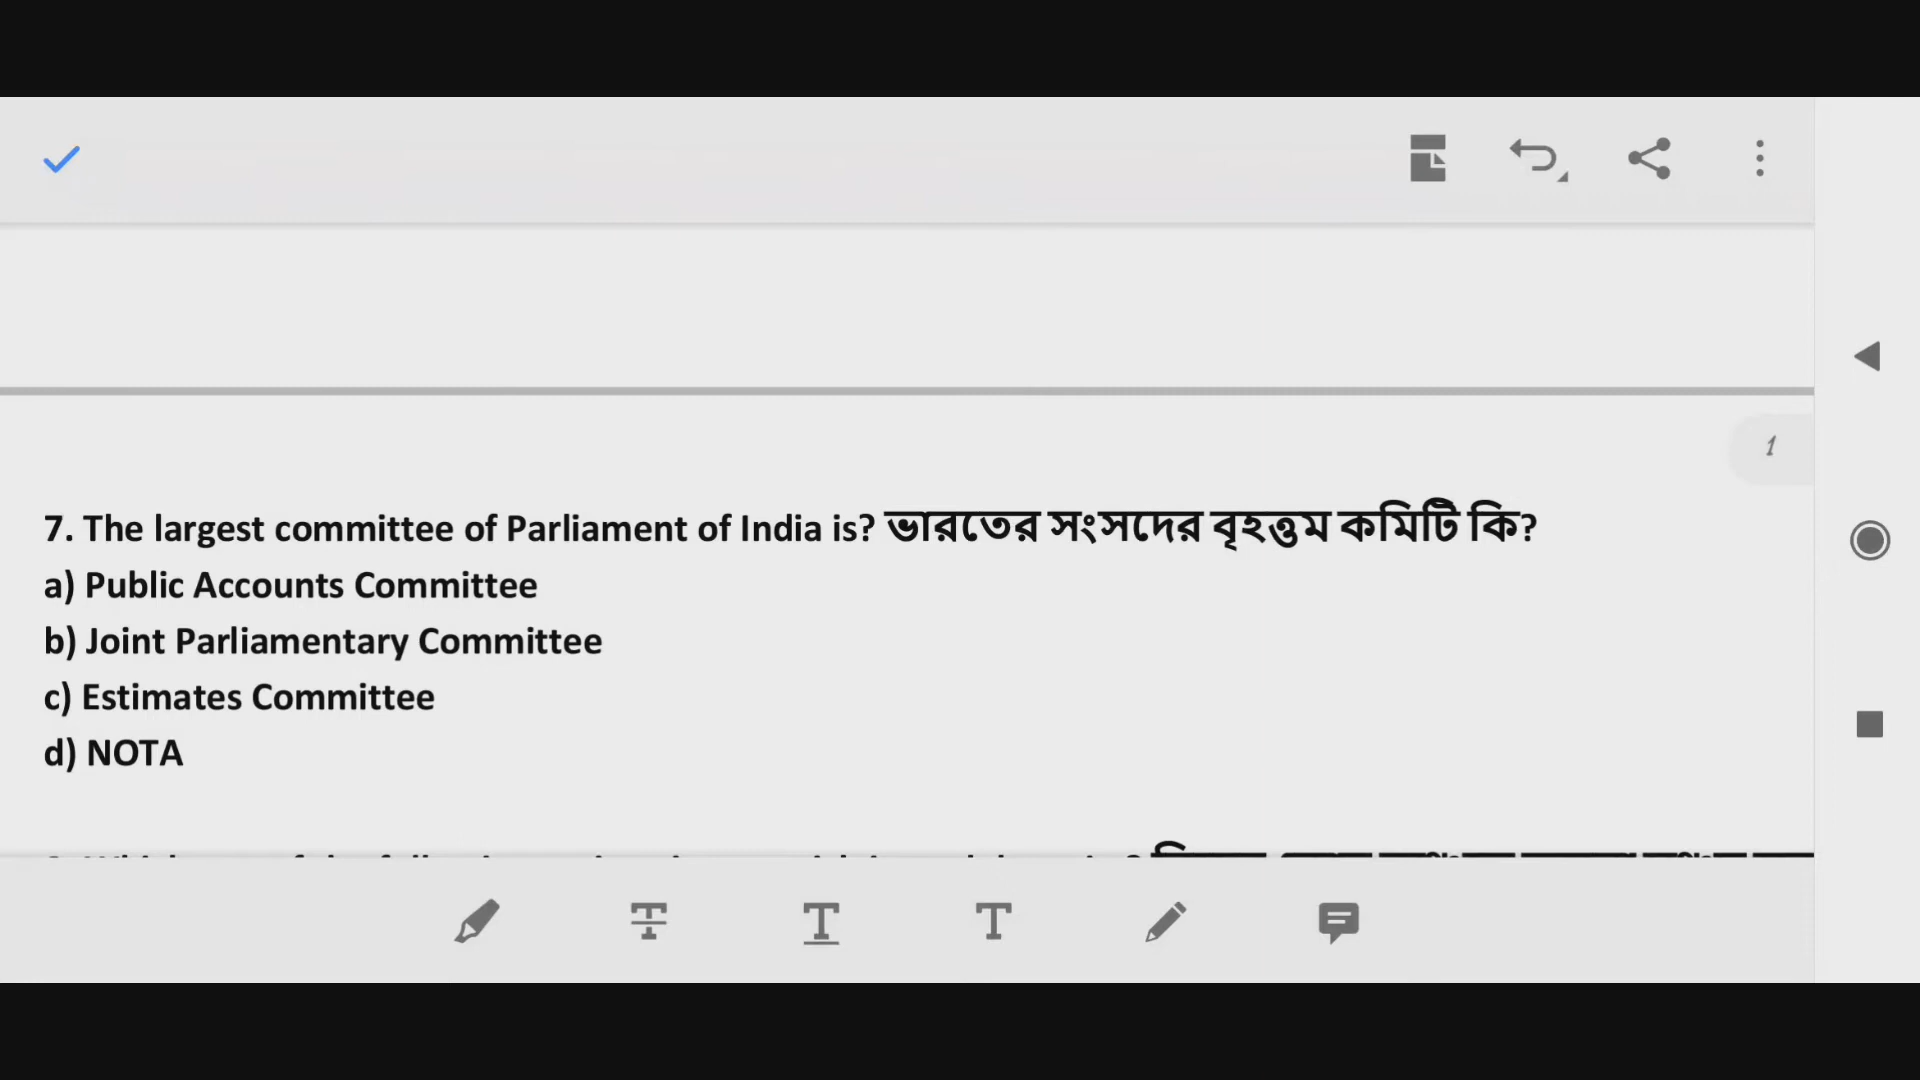 1
7. The largest committee of Parliament of India is? ভারতের সংসদের বৃহত্তম কমিটি কি?
a) Public Accounts Committee
b) Joint Parliamentary Committee
c) Estimates Committee
d) NOTA